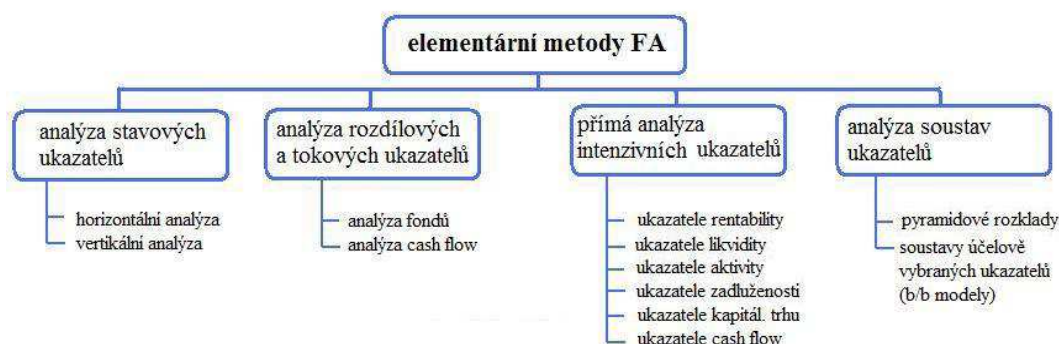 elementární metody FA
analýza stavových
ukazatelů
horizontální analýza
vertikální analýza
analýza rozdílových
a tokových ukazatelů
analýza fondů
analýza cash flow
přímá analýza
intenzivních ukazatelů
ukazatele rentability
ukazatele likvidity
ukazatele aktivity
ukazatele zadluženosti
ukazatele kapitál. trhu
ukazatele cash flow
analýza soustav
ukazatelů
pyramidové rozklady
soustavy účelově
vybraných ukazatelů
(b/b modely)